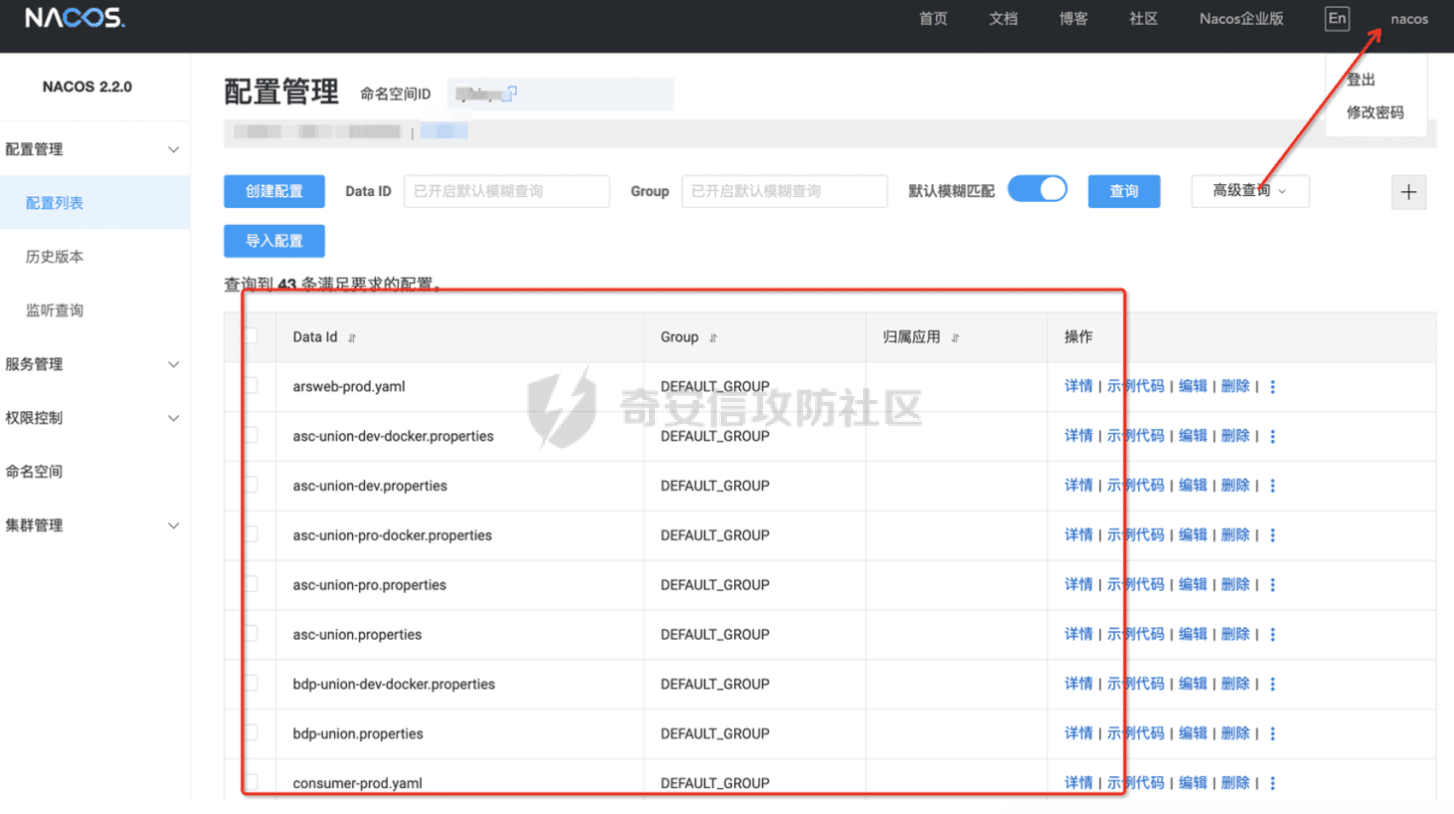 NACOS.
首页 文档 博客 社区 Nacos企业版 En nacos
登出
修改密码
NACOS 2.2.0
配置管理
配置列表
历史版本
监听查询
服务管理
权限控制
命名空间
集群管理
配置管理 命名空间ID
|
创建配置 Data ID 已开启默认模糊查询 Group 已开启默认模糊查询 默认模糊匹配 查询 高级查询
导入配置
查询到 43 条满足要求的配置。
Data Id Group 归属应用 操作
arsweb-prod.yaml DEFAULT_GROUP 详情 | 示例代码 | 编辑 | 删除 |
奇安信攻防社区
asc-union-dev-docker.properties DEFAULT_GROUP 详情 | 示例代码 | 编辑 | 删除 |
asc-union-dev.properties DEFAULT_GROUP 详情 | 示例代码 | 编辑 | 删除 |
asc-union-pro-docker.properties DEFAULT_GROUP 详情 | 示例代码 | 编辑 | 删除 |
asc-union-pro.properties DEFAULT_GROUP 详情 | 示例代码 | 编辑 | 删除 |
asc-union.properties DEFAULT_GROUP 详情 | 示例代码 | 编辑 | 删除 |
bdp-union-dev-docker.properties DEFAULT_GROUP 详情 | 示例代码 | 编辑 | 删除 |
bdp-union.properties DEFAULT_GROUP 详情 | 示例代码 | 编辑 | 删除 |
consumer-prod.yaml DEFAULT_GROUP 详情 | 示例代码 | 编辑 | 删除 |